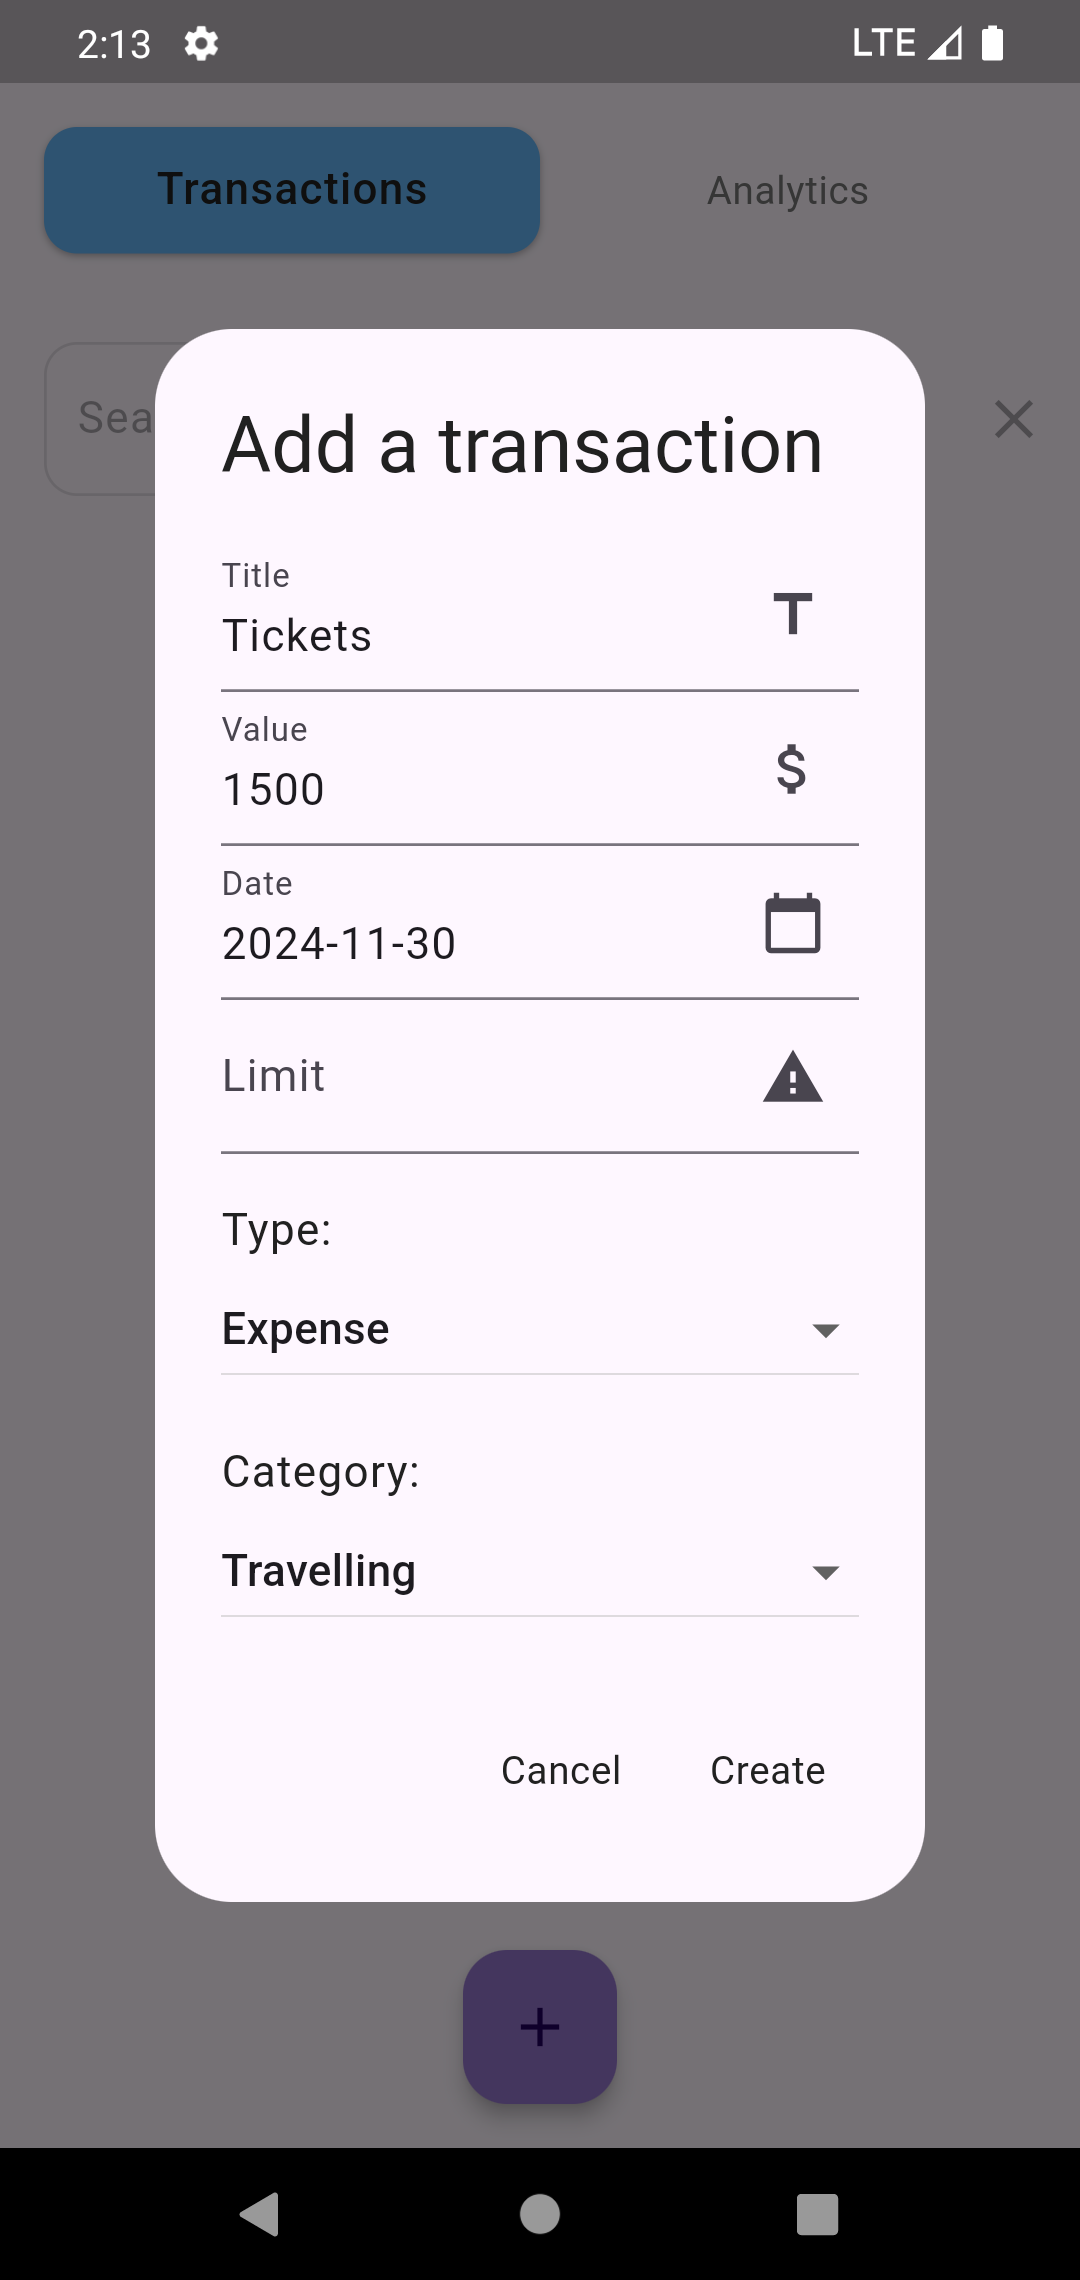 2:13 LTE
Transactions Analytics
Sea
Add a transaction
Title
Tickets
Value
1500
Date
2024-11-30
Limit
Type:
Expense
Category:
Travelling
Cancel Create